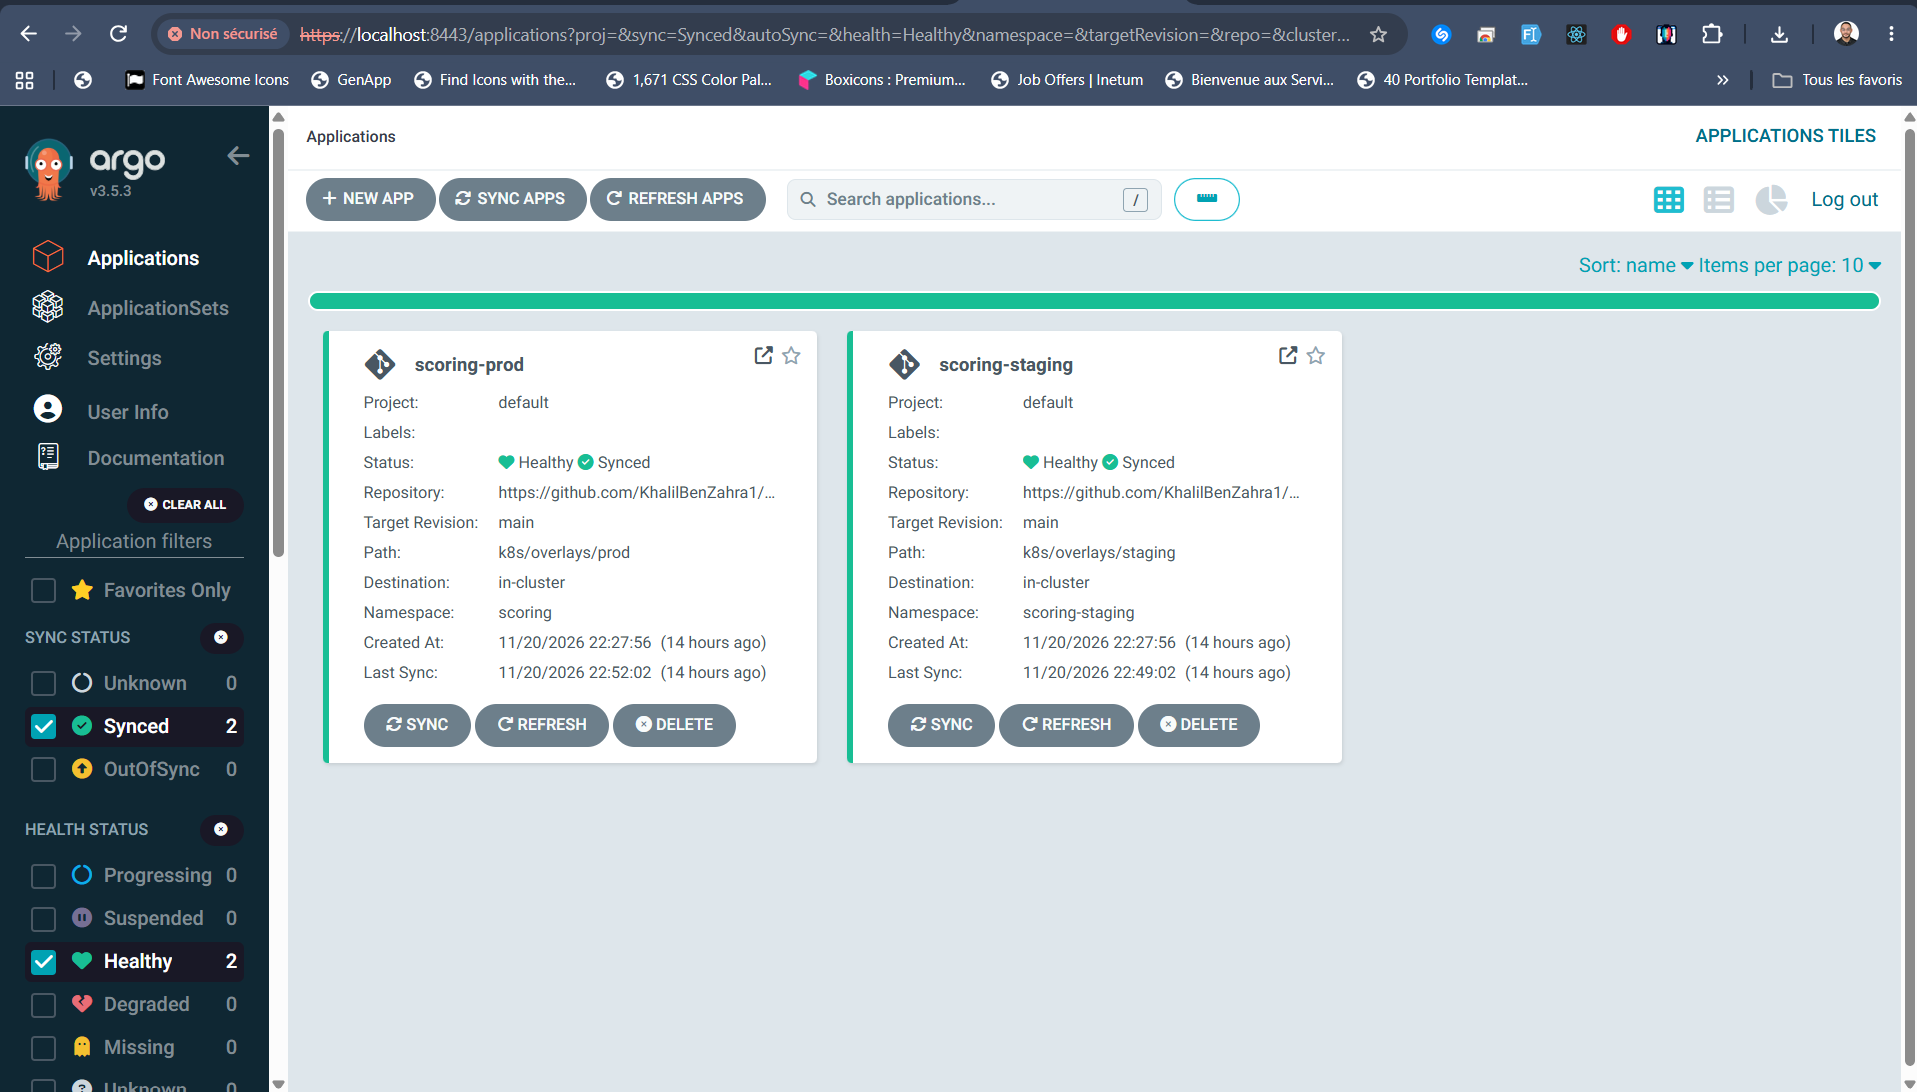 Non sécurisé
https://localhost:8443/applications?proj=&sync=Synced&autoSync=&health=Healthy&namespace=&targetRevision=&repo=&cluster...
Font Awesome Icons
GenApp
Find Icons with the...
1,671 CSS Color Pal...
Boxicons : Premium...
Job Offers | Inetum
Bienvenue aux Servi...
40 Portfolio Templat...
»
Tous les favoris
argo
v3.5.3
Applications
ApplicationSets
Settings
User Info
Documentation
CLEAR ALL
Application filters
Favorites Only
SYNC STATUS
Unknown 0
Synced 2
OutOfSync 0
HEALTH STATUS
Progressing 0
Suspended 0
Healthy 2
Degraded 0
Missing 0
Unknown 0
Applications
APPLICATIONS TILES
+ NEW APP
SYNC APPS
REFRESH APPS
Search applications... /
Log out
Sort: name
Items per page: 10
scoring-prod
Project: default
Labels:
Status: Healthy Synced
Repository: https://github.com/KhalilBenZahra1/...
Target Revision: main
Path: k8s/overlays/prod
Destination: in-cluster
Namespace: scoring
Created At: 11/20/2026 22:27:56 (14 hours ago)
Last Sync: 11/20/2026 22:52:02 (14 hours ago)
SYNC REFRESH DELETE
scoring-staging
Project: default
Labels:
Status: Healthy Synced
Repository: https://github.com/KhalilBenZahra1/...
Target Revision: main
Path: k8s/overlays/staging
Destination: in-cluster
Namespace: scoring-staging
Created At: 11/20/2026 22:27:56 (14 hours ago)
Last Sync: 11/20/2026 22:49:02 (14 hours ago)
SYNC REFRESH DELETE